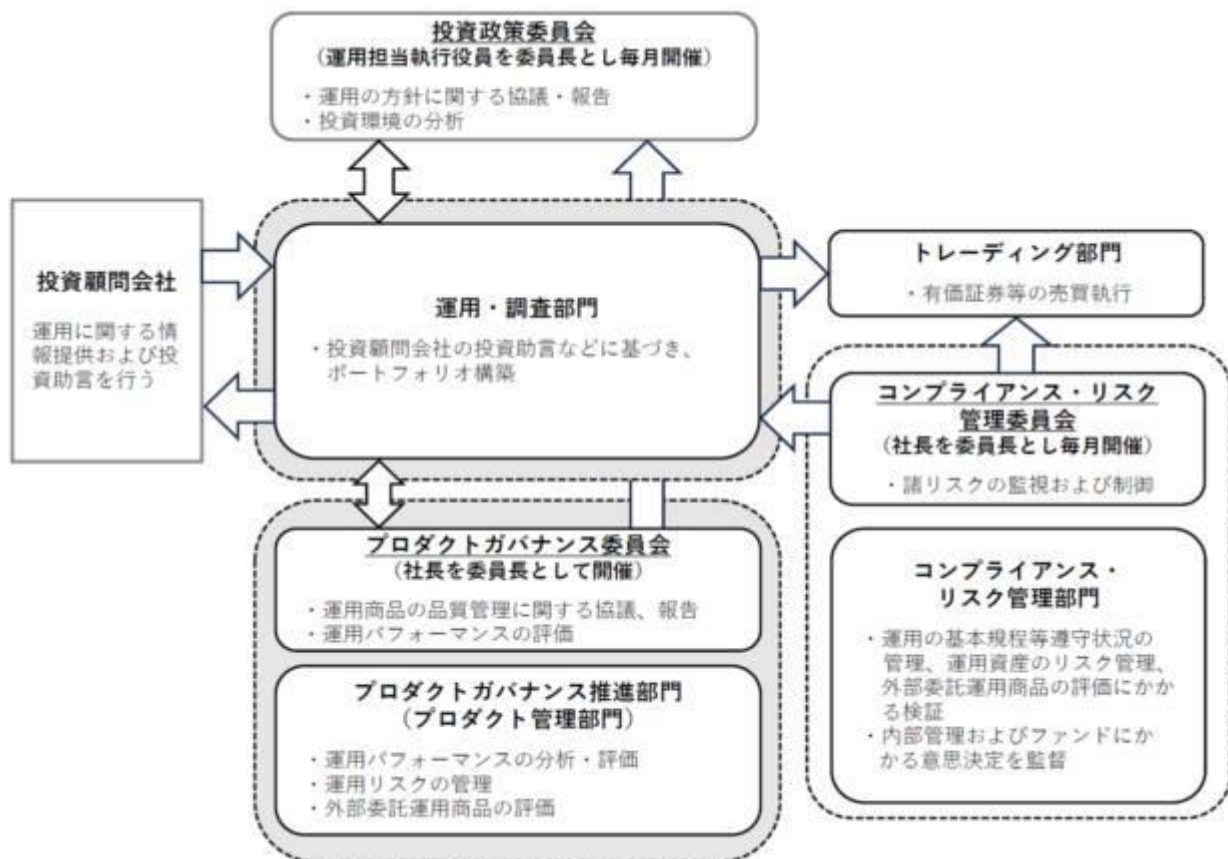 投資政策委員会
(運用担当執行役員を委員長とし毎月開催)
・運用の方針に関する協議・報告
・投資環境の分析
投資顧問会社
運用に関する情
報提供および投
資助言を行う
運用・調査部門
・投資顧問会社の投資助言などに基づき、
ポートフォリオ構築
トレーディング部門
・有価証券等の売買執行
コンプライアンス・リスク
管理委員会
(社長を委員長とし毎月開催)
・諸リスクの監視および制御
プロダクトガバナンス委員会
(社長を委員長として開催)
・運用商品の品質管理に関する協議、報告
・運用パフォーマンスの評価
プロダクトガバナンス推進部門
(プロダクト管理部門)
・運用パフォーマンスの分析・評価
・運用リスクの管理
・外部委託運用商品の評価
コンプライアンス・
リスク管理部門
・運用の基本規程等遵守状況の
管理、運用資産のリスク管理、
外部委託運用商品の評価にかか
る検証
・内部管理およびファンドにか
かる意思決定を監督